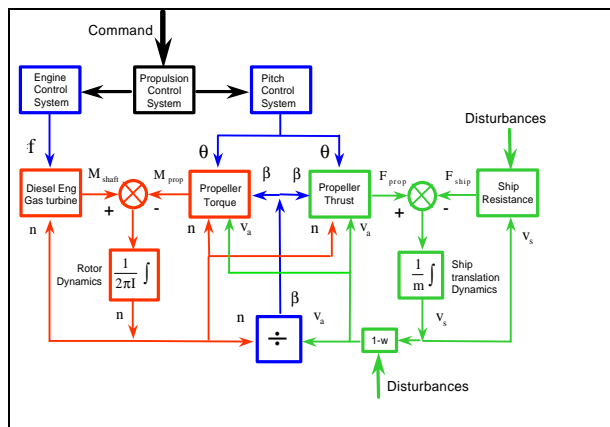 Command
Engine
Control
System
Propulsion
Control
System
Pitch
Control
System
Disturbances
f
θ
θ
M shaft
M prop
β
β
F prop
F ship
Diesel Eng
Gas turbine
Propeller
Torque
Propeller
Thrust
Ship
Resistance
+
-
+
-
n
n
v a
n
v a
v s
Rotor
Dynamics
1/2πI ∫
1/m ∫
Ship
translation
Dynamics
n
β
n
v a
v s
÷
1-w
Disturbances